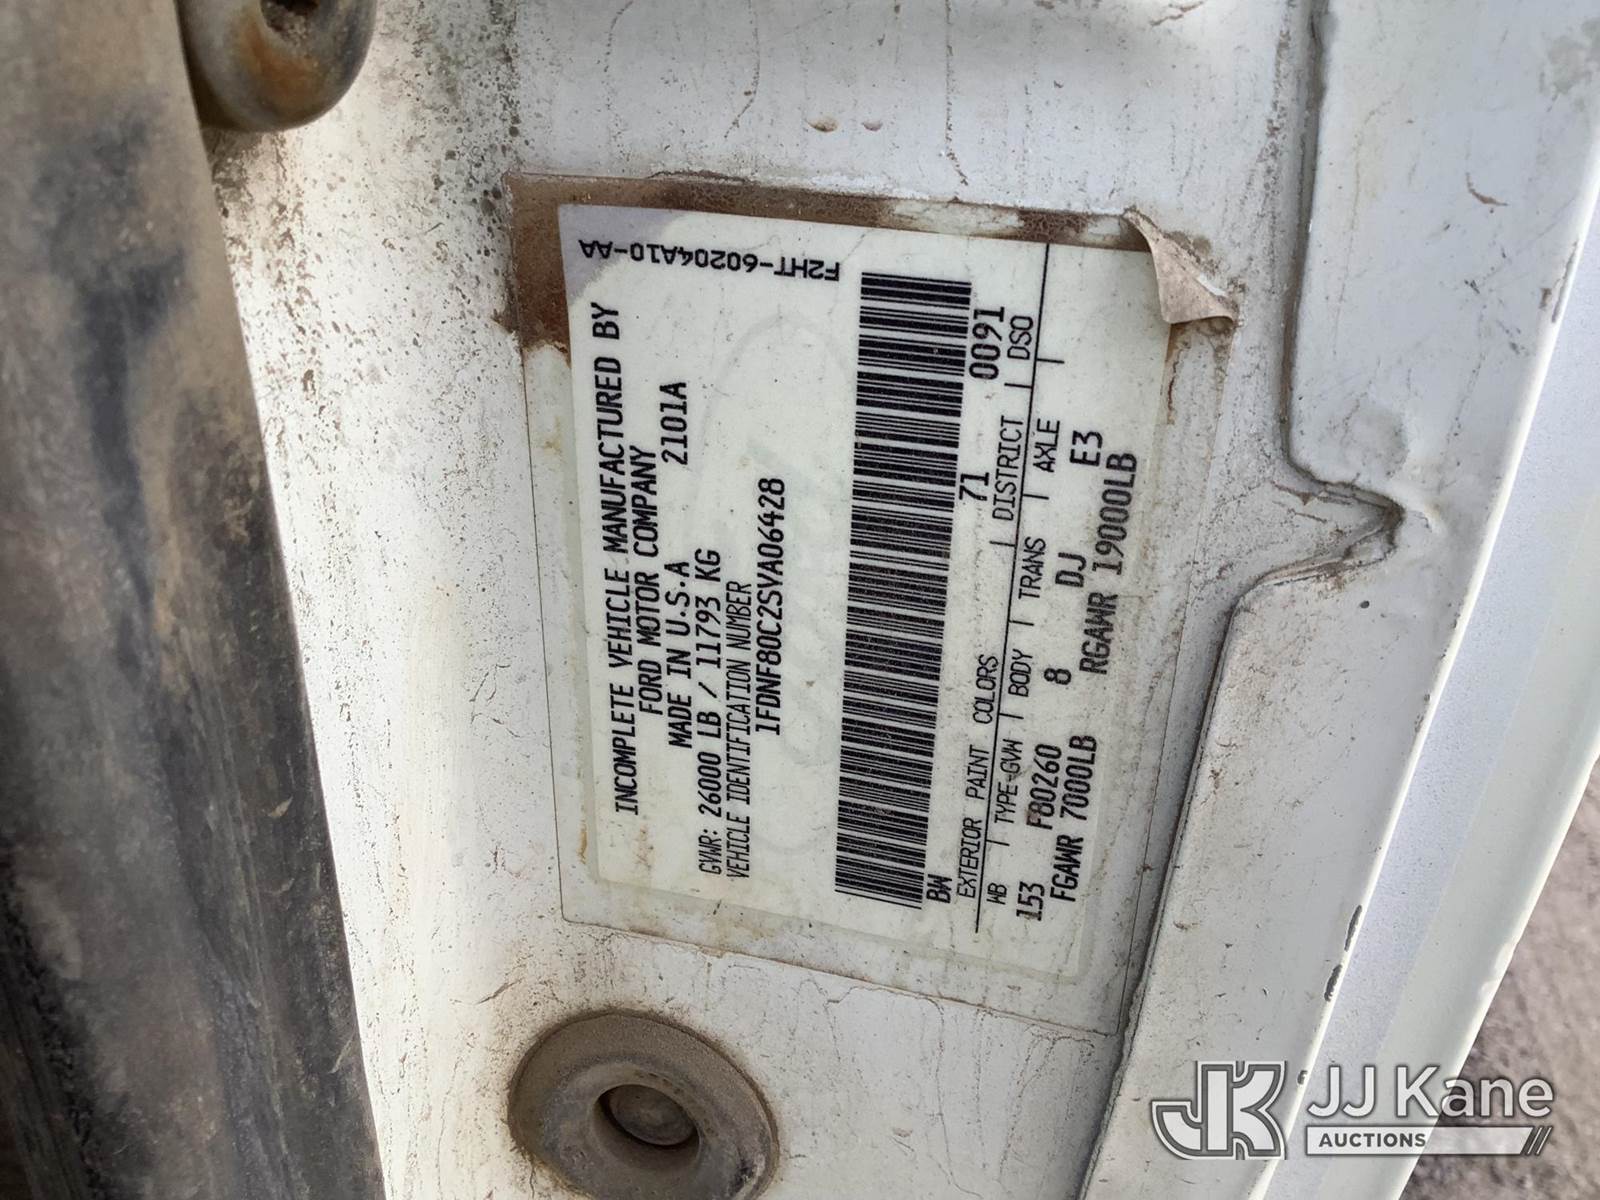 INCOMPLETE VEHICLE MANUFACTURED BY
FORD MOTOR COMPANY
MADE IN U.S.A 2101A
GVWR: 26000 LB / 11793 KG
VEHICLE IDENTIFICATION NUMBER
1FDNF80C2SVA06428
F2HT-60204A10-AA
BW 71 0091
EXTERIOR PAINT COLORS | DISTRICT | DSO
WB | TYPE-GVW | BODY | TRANS | AXLE |
153 F80260 8 DJ E3
FGAWR 7000LB RGAWR 19000LB
JK JJ Kane
AUCTIONS